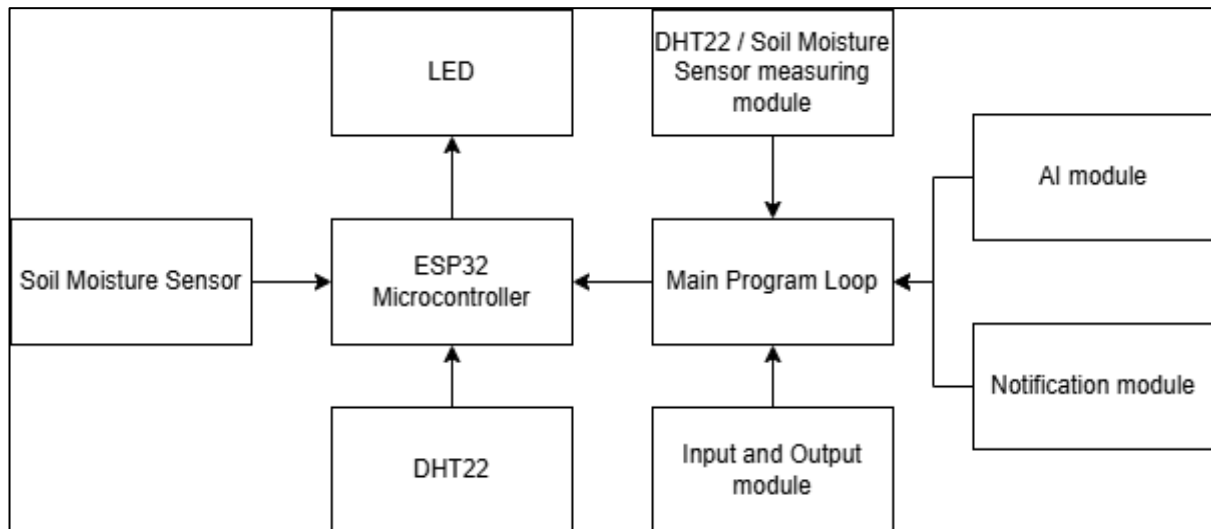 LED
DHT22 / Soil Moisture
Sensor measuring
module
AI module
Soil Moisture Sensor
ESP32
Microcontroller
Main Program Loop
Notification module
DHT22
Input and Output
module